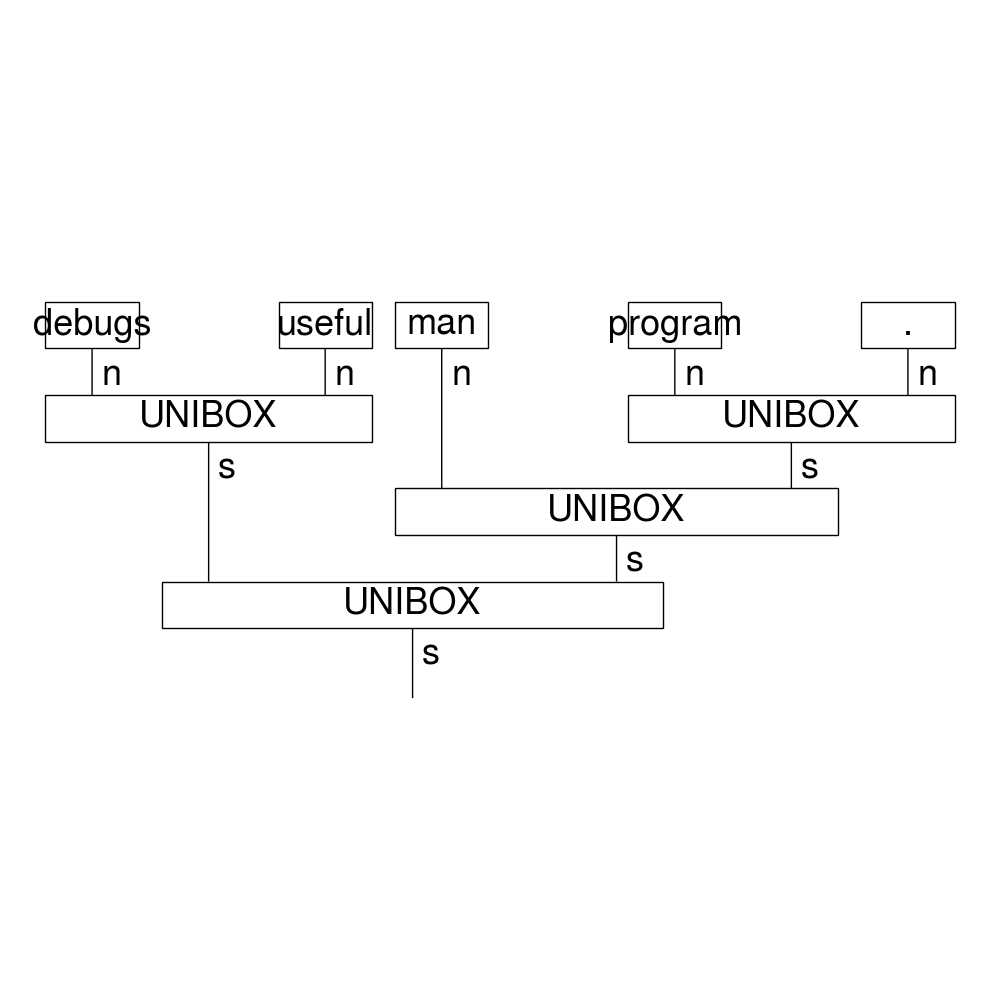 debugs useful man program .
n n n n n
UNIBOX UNIBOX
s s
UNIBOX
s
UNIBOX
s